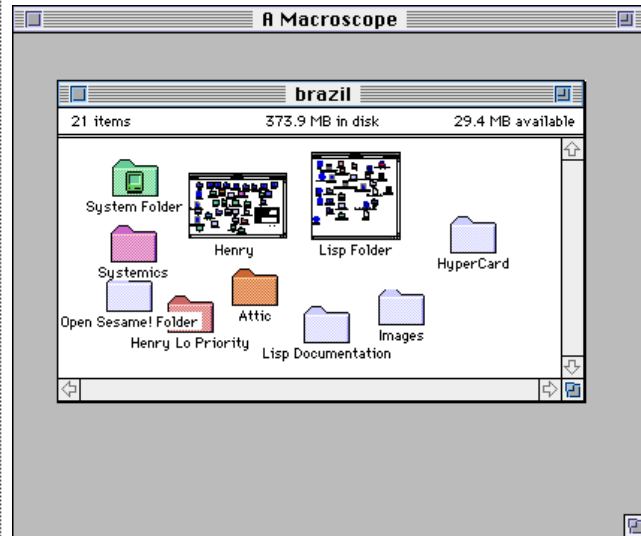 A Macroscope
brazil
21 items 373.9 MB in disk 29.4 MB available
System Folder
Henry
Lisp Folder
HyperCard
Systemics
Open Sesame! Folder
Attic
Images
Henry Lo Priority
Lisp Documentation